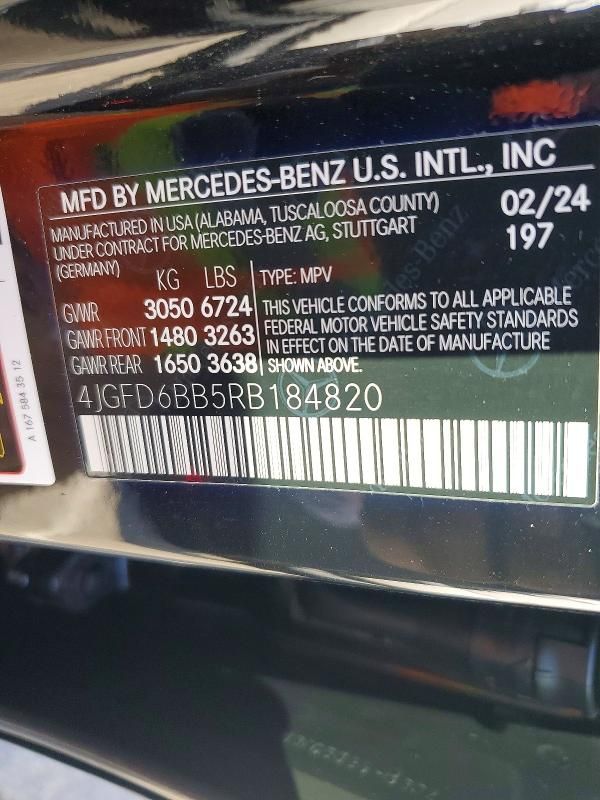 MFD BY MERCEDES-BENZ U.S. INTL., INC
MANUFACTURED IN USA (ALABAMA, TUSCALOOSA COUNTY)
UNDER CONTRACT FOR MERCEDES-BENZ AG, STUTTGART
(GERMANY)
02/24
197
KG LBS
GVWR 3050 6724
GAWR FRONT 1480 3263
GAWR REAR 1650 3638
TYPE: MPV
THIS VEHICLE CONFORMS TO ALL APPLICABLE
FEDERAL MOTOR VEHICLE SAFETY STANDARDS
IN EFFECT ON THE DATE OF MANUFACTURE
SHOWN ABOVE.
4JGFD6BB5RB184820
A 167 584 35 12
Mercedes-Benz